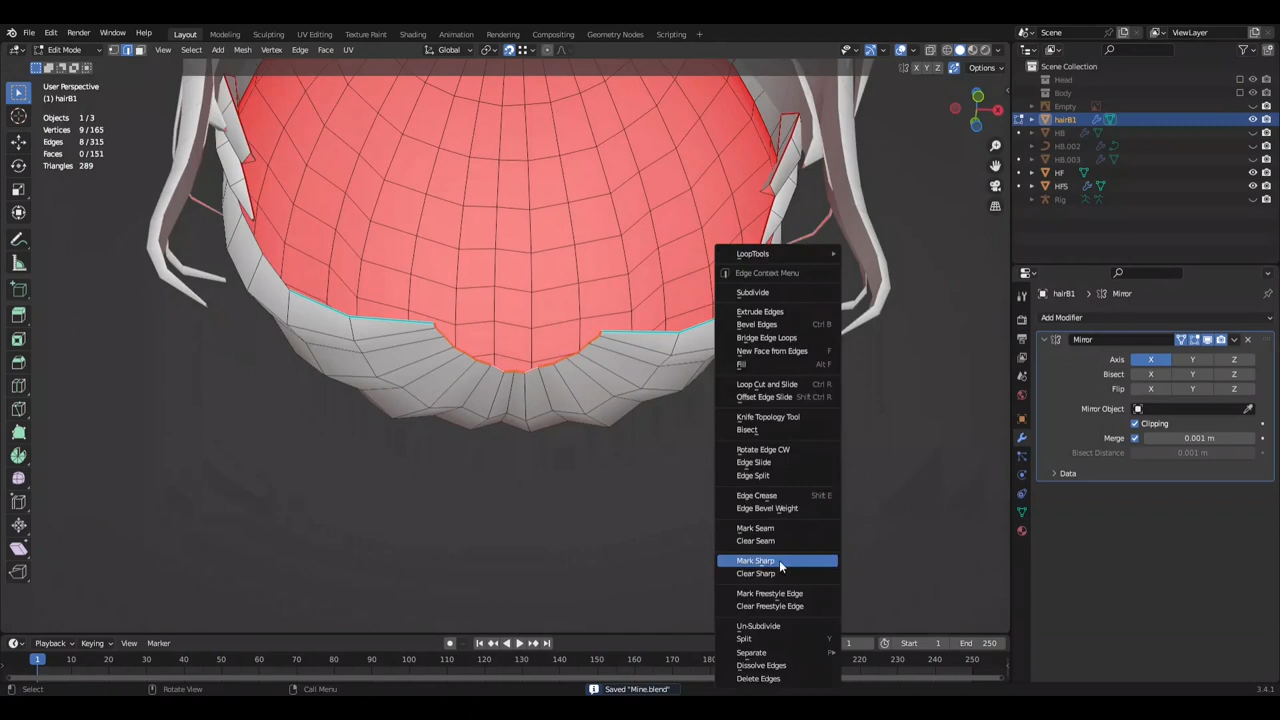 File Edit Render Window Help Layout Modeling Sculpting UV Editing Texture Paint Shading Animation Rendering Compositing Geometry Nodes Scripting + Scene ViewLayer
Edit Mode View Select Add Mesh Vertex Edge Face UV Global
X Y Z Options
User Perspective
(1) hairB1
Objects 1/3
Vertices 9/165
Edges 8/315
Faces 0/151
Triangles 289
Scene Collection
Head
Body
Empty
hairB1
HB
HB.002
HB.003
HF
HFS
Rig
LoopTools
Edge Context Menu
Subdivide
Extrude Edges
Bevel Edges Ctrl B
Bridge Edge Loops
New Face from Edges F
Fill Alt F
Loop Cut and Slide Ctrl R
Offset Edge Slide Shift Ctrl R
Knife Topology Tool
Bisect
Rotate Edge CW
Edge Slide
Edge Split
Edge Crease Shift E
Edge Bevel Weight
Mark Seam
Clear Seam
Mark Sharp
Clear Sharp
Mark Freestyle Edge
Clear Freestyle Edge
Un-Subdivide
Split Y
Separate P
Dissolve Edges
Delete Edges
hairB1 Mirror
Add Modifier
Mirror
Axis X Y Z
Bisect X Y Z
Flip X Y Z
Mirror Object
Clipping
Merge 0.001 m
Bisect Distance 0.001 m
Data
Playback Keying View Marker 1 Start 1 End 250
1 10 20 30 40 50 60 70 80 90 100 110 120 130 140 150 160 170 180 210 220 230 240 250
Select Rotate View Call Menu Saved "Mine.blend" 3.4.1